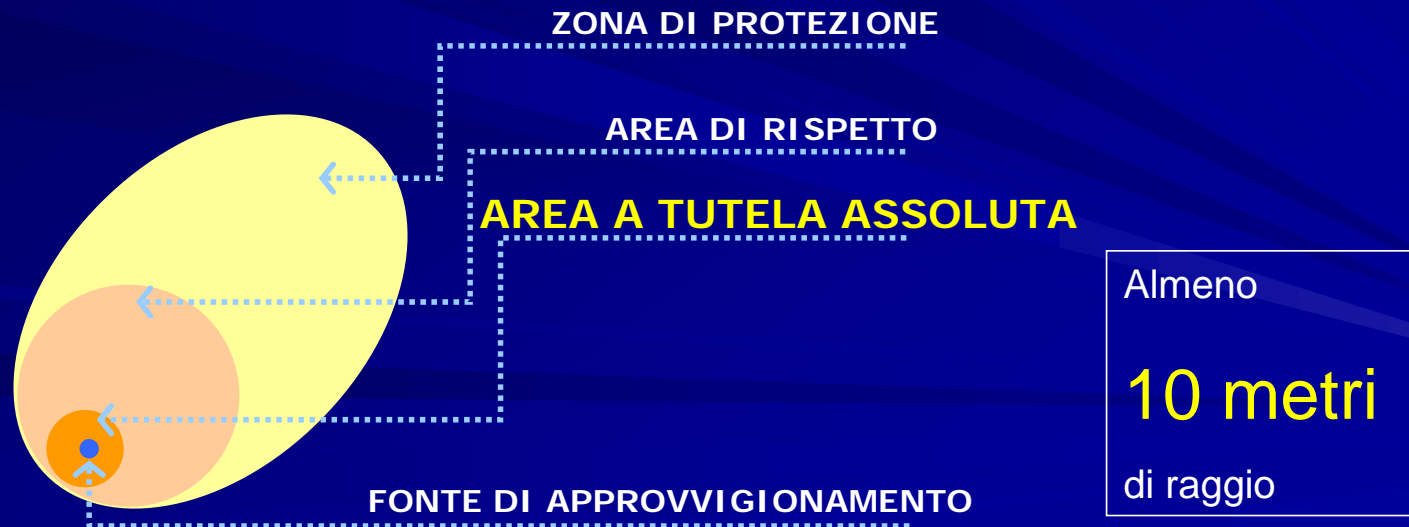 ZONA DI PROTEZIONE
AREA DI RISPETTO
AREA A TUTELA ASSOLUTA
Almeno
10 metri
di raggio
FONTE DI APPROVVIGIONAMENTO